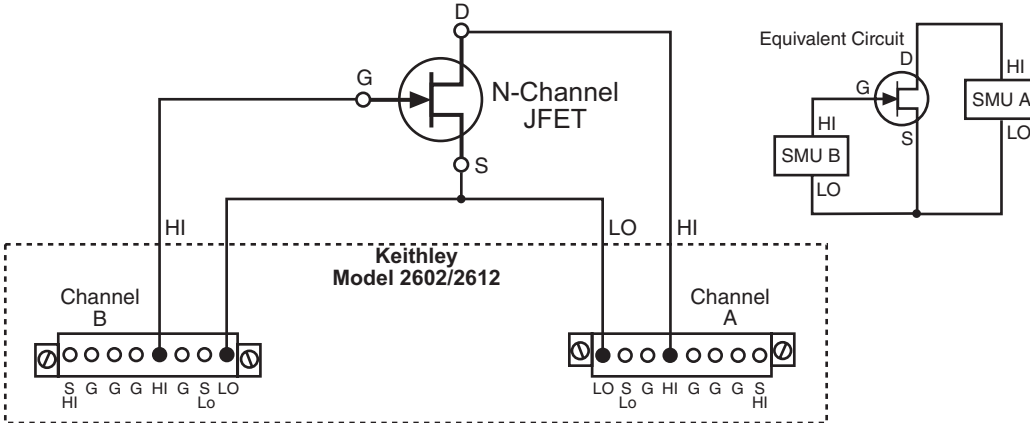 D
G
N-Channel
JFET
S
HI
LO
HI
Keithley
Model 2602/2612
Channel
B
S
HI
G
G
G
HI
G
S
Lo
LO
Channel
A
LO
S
Lo
G
HI
G
G
G
S
HI
Equivalent Circuit
D
G
S
HI
SMU A
LO
HI
SMU B
LO